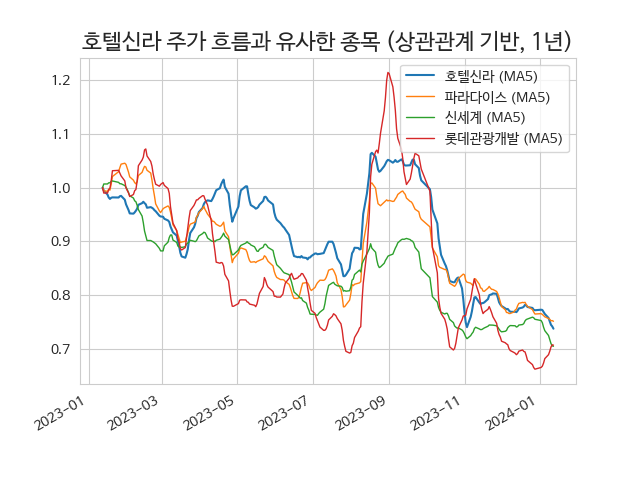 호텔신라 주가 흐름과 유사한 종목 (상관관계 기반, 1년)
호텔신라 (MA5)
파라다이스 (MA5)
신세계 (MA5)
롯데관광개발 (MA5)
1.2
1.1
1.0
0.9
0.8
0.7
2023-01
2023-03
2023-05
2023-07
2023-09
2023-11
2024-01